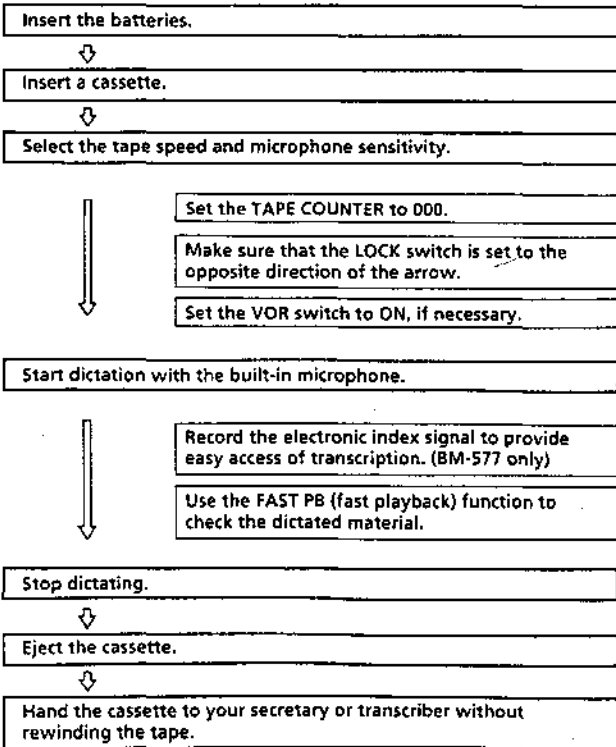 Insert the batteries.
Insert a cassette.
Select the tape speed and microphone sensitivity.
Set the TAPE COUNTER to 000.
Make sure that the LOCK switch is set to the
opposite direction of the arrow.
Set the VOR switch to ON, if necessary.
Start dictation with the built-in microphone.
Record the electronic index signal to provide
easy access of transcription. (BM-577 only)
Use the FAST PB (fast playback) function to
check the dictated material.
Stop dictating.
Eject the cassette.
Hand the cassette to your secretary or transcriber without
rewinding the tape.